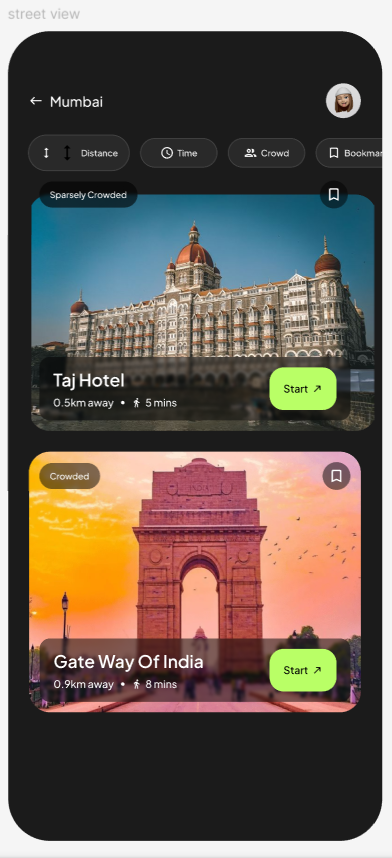 street view
← Mumbai
Distance
Time
Crowd
Bookmar
Sparsely Crowded
Taj Hotel
0.5km away • 5 mins
Start ↗
Crowded
Gate Way Of India
0.9km away • 8 mins
Start ↗